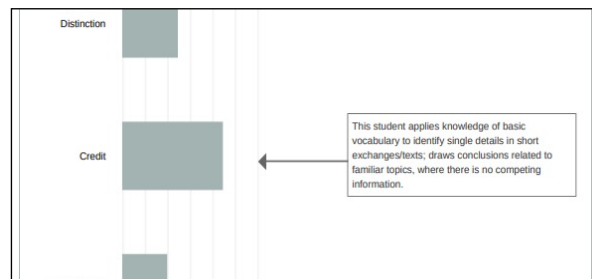 Distinction
Credit
This student applies knowledge of basic
vocabulary to identify single details in short
exchanges/texts; draws conclusions related to
familiar topics, where there is no competing
information.